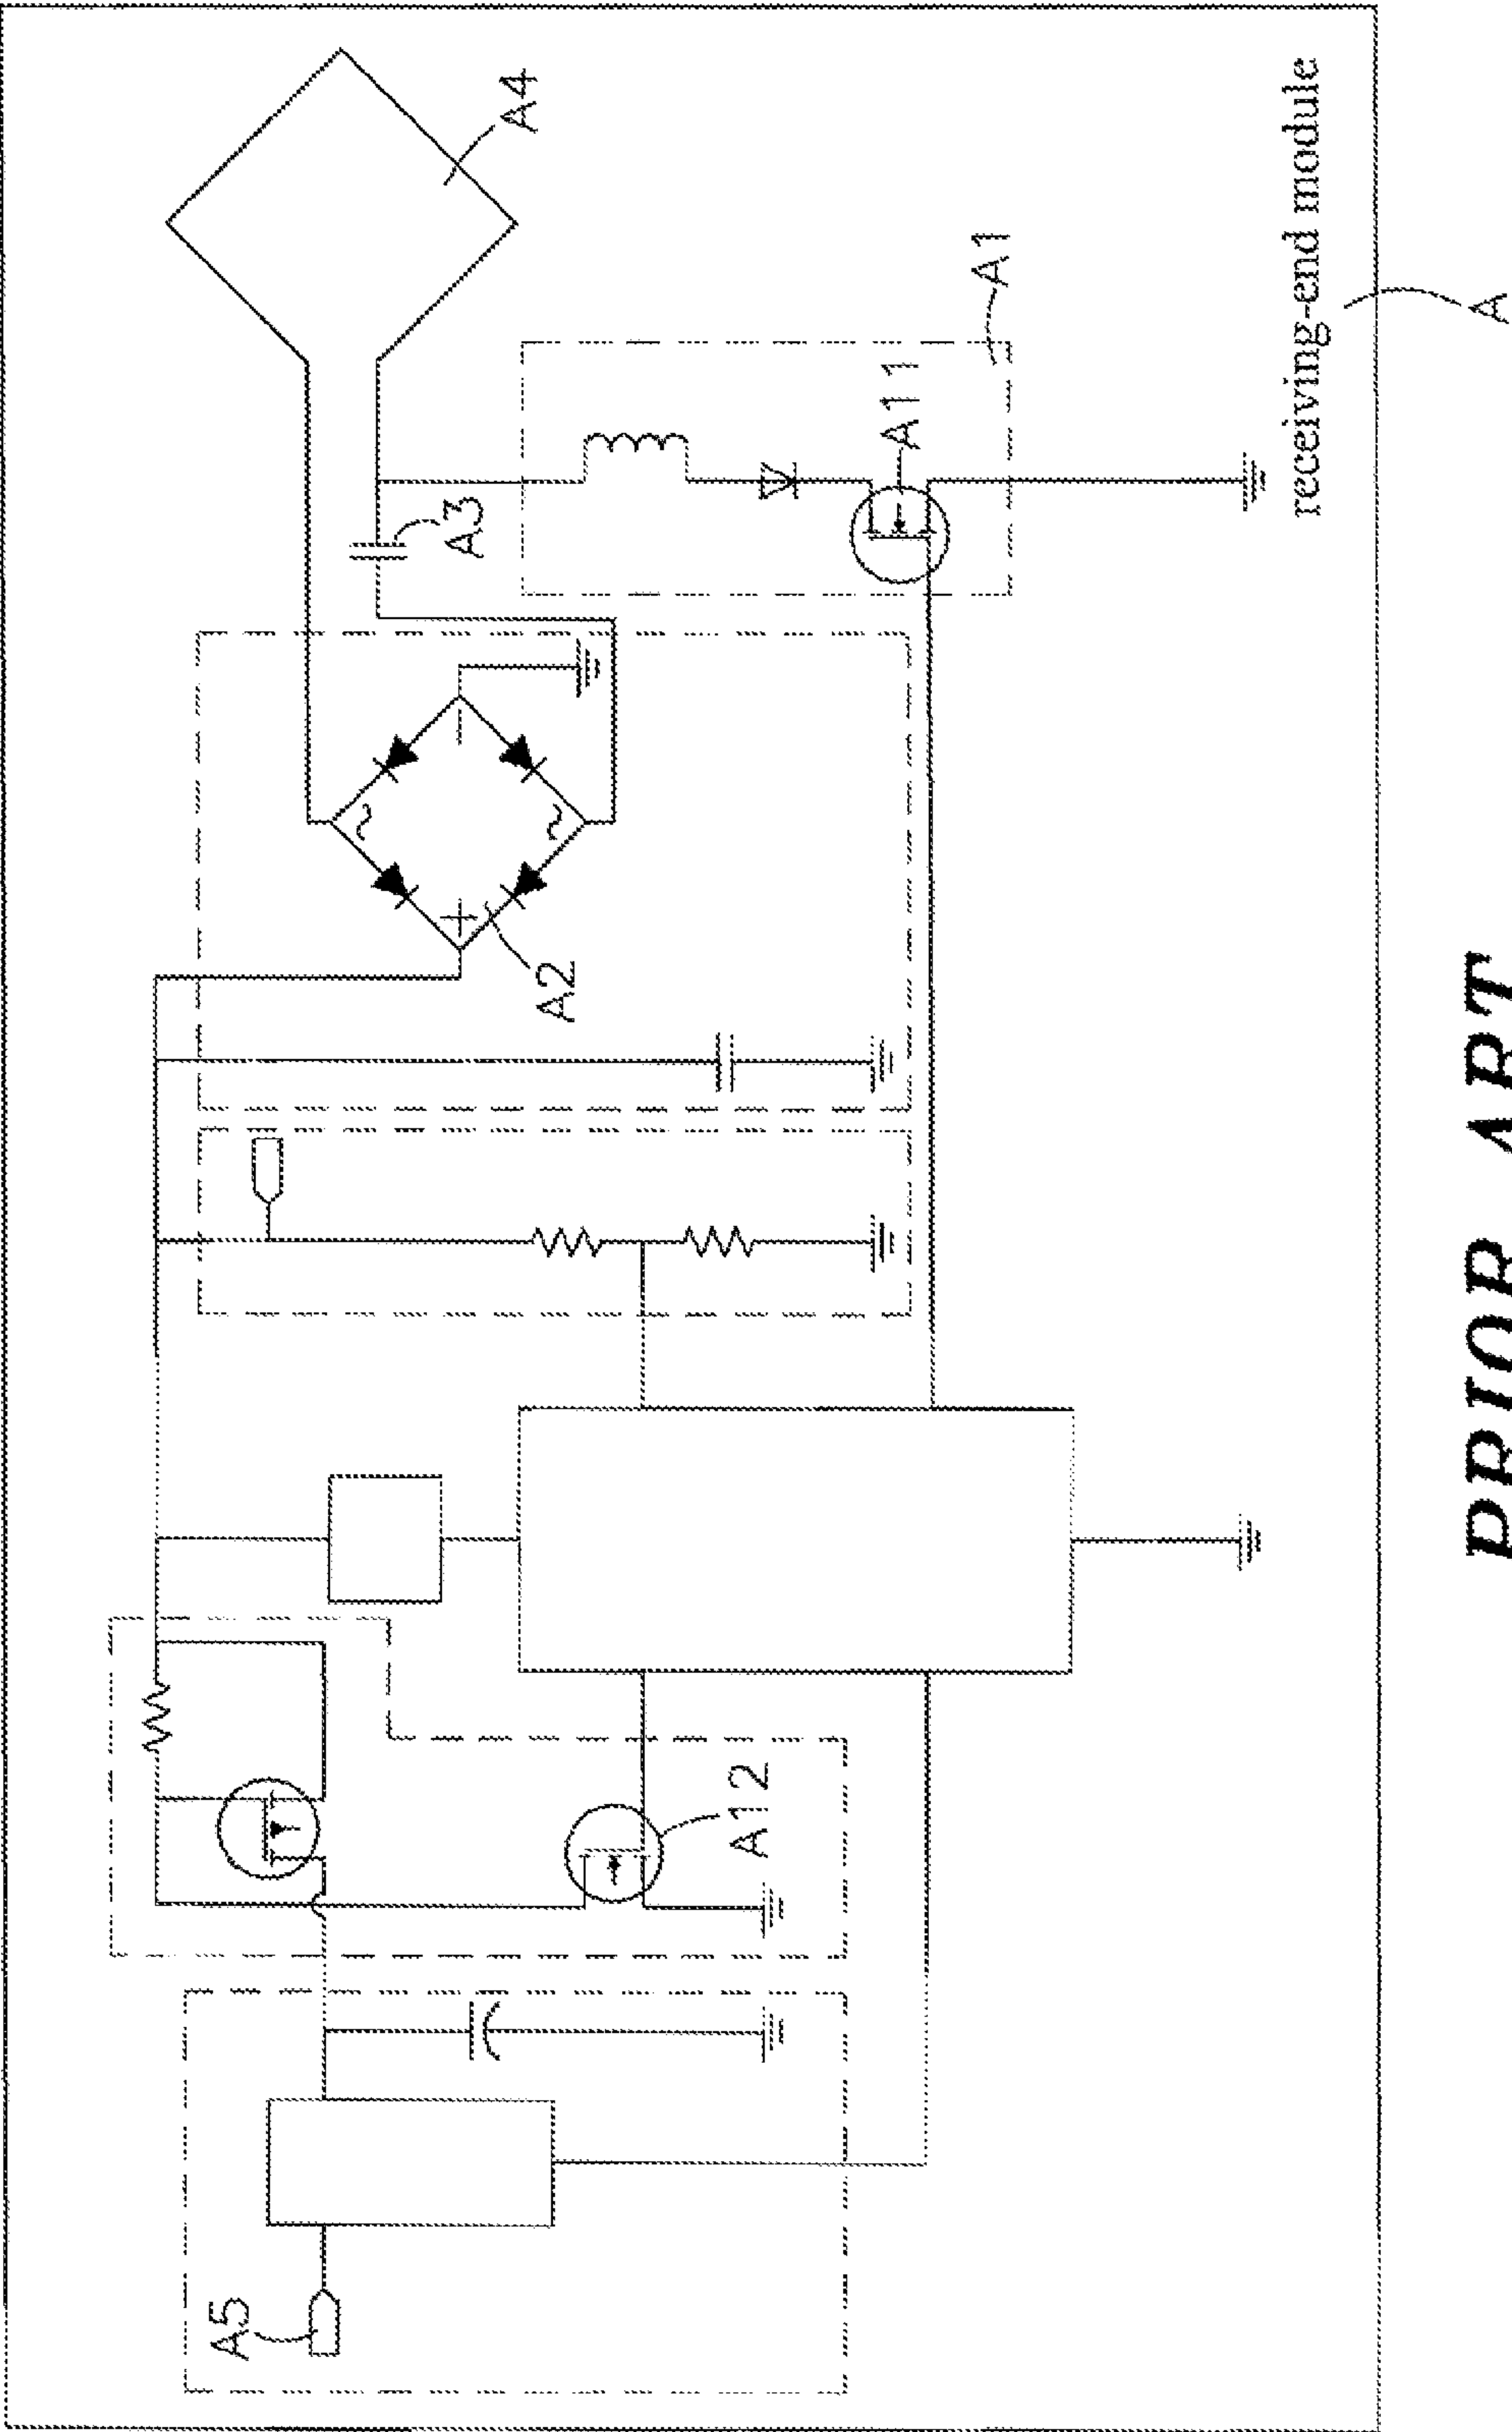 A5
A12
A2
A3
A11
A1
A4
receiving-end module
A
PRIOR ART